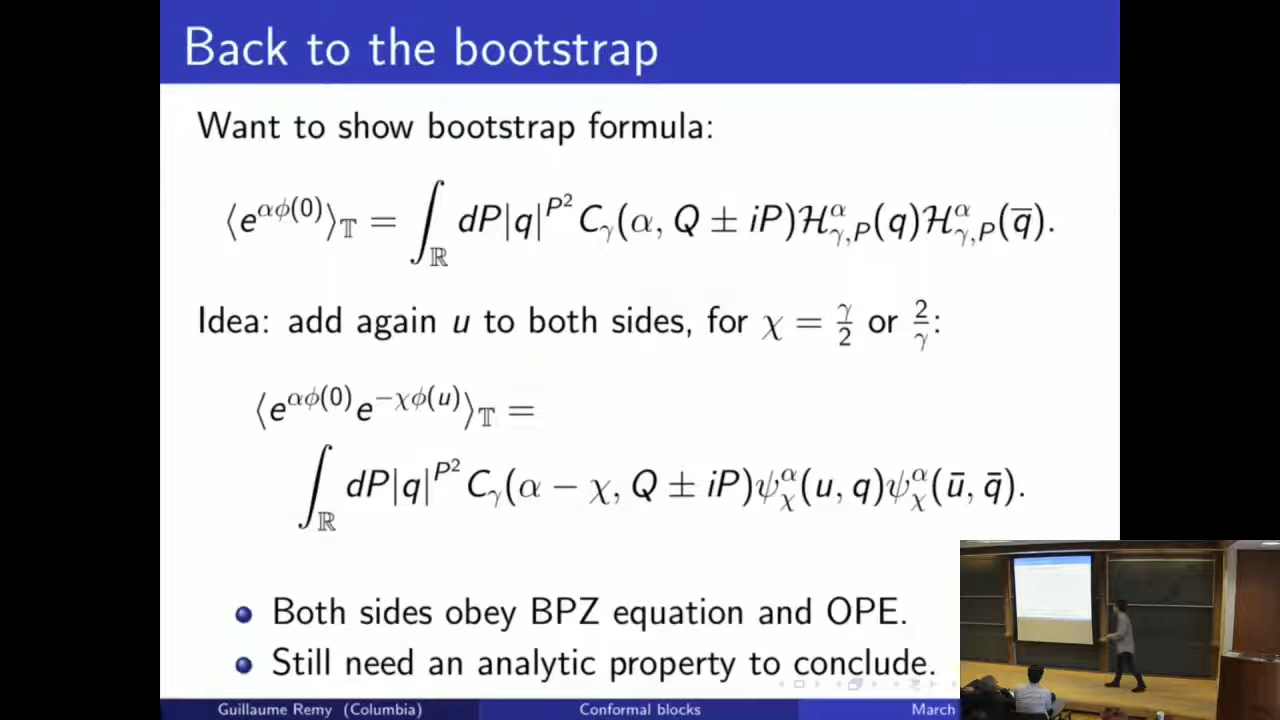 Back to the bootstrap
Want to show bootstrap formula:
⟨e^{αϕ(0)}⟩_𝕋 = ∫_ℝ dP|q|^{P²} C_γ(α, Q ± iP)ℋ^α_{γ,P}(q)ℋ^α_{γ,P}(q̅).
Idea: add again u to both sides, for χ = γ/2 or 2/γ:
⟨e^{αϕ(0)}e^{−χϕ(u)}⟩_𝕋 =
∫_ℝ dP|q|^{P²} C_γ(α − χ, Q ± iP)ψ^α_χ(u, q)ψ^α_χ(ū, q̄).
• Both sides obey BPZ equation and OPE.
• Still need an analytic property to conclude.
Guillaume Remy (Columbia) Conformal blocks March